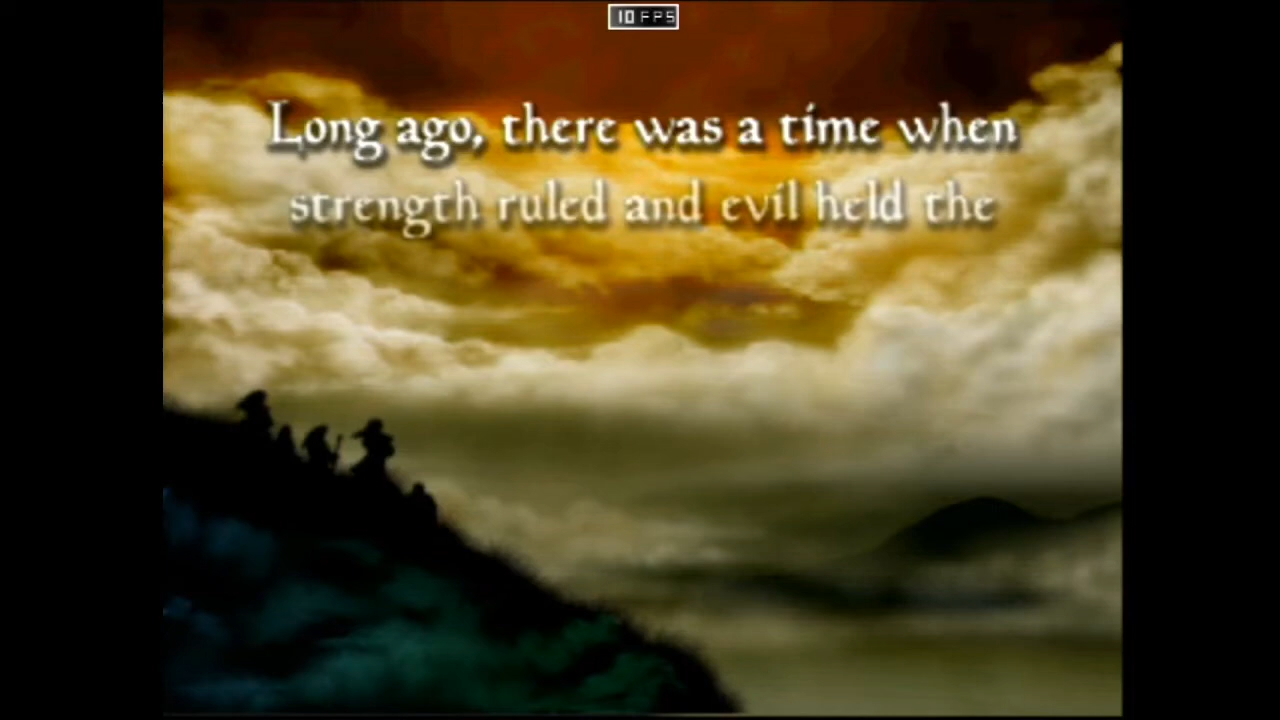 10 FPS
Long ago, there was a time when
strength ruled and evil held the